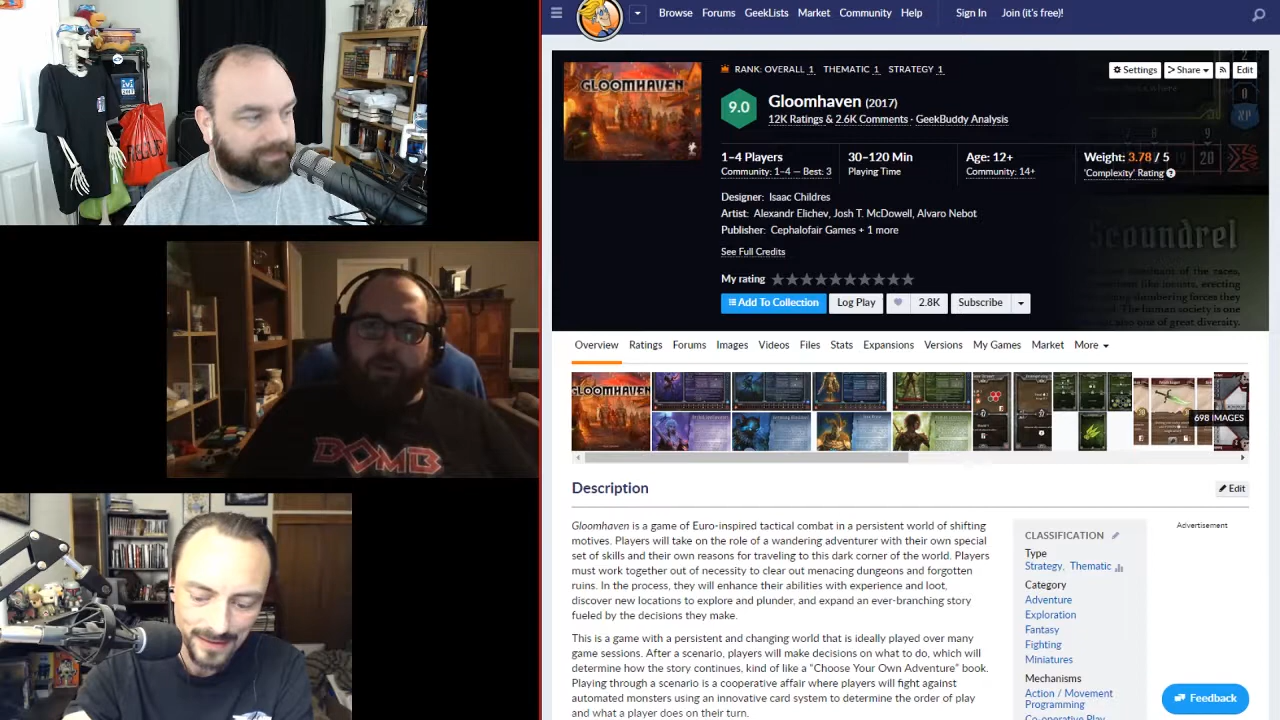 ROGUE
BOMB
Browse Forums GeekLists Market Community Help Sign In Join (it's free!)
GLOOMHAVEN
RANK: OVERALL 1 THEMATIC 1 STRATEGY 1
Settings Share Edit
9.0
Gloomhaven (2017)
12K Ratings & 2.6K Comments · GeekBuddy Analysis
1–4 Players
Community: 1–4 — Best: 3
30–120 Min
Playing Time
Age: 12+
Community: 14+
Weight: 3.78 / 5
'Complexity' Rating
Designer: Isaac Childres
Artist: Alexandr Elichev, Josh T. McDowell, Alvaro Nebot
Publisher: Cephalofair Games + 1 more
See Full Credits
My rating
Add To Collection Log Play 2.8K Subscribe
Scoundrel
Overview Ratings Forums Images Videos Files Stats Expansions Versions My Games Market More
GLOOMHAVEN
698 IMAGES
Description
Edit
Gloomhaven is a game of Euro-inspired tactical combat in a persistent world of shifting
motives. Players will take on the role of a wandering adventurer with their own special
set of skills and their own reasons for traveling to this dark corner of the world. Players
must work together out of necessity to clear out menacing dungeons and forgotten
ruins. In the process, they will enhance their abilities with experience and loot,
discover new locations to explore and plunder, and expand an ever-branching story
fueled by the decisions they make.
This is a game with a persistent and changing world that is ideally played over many
game sessions. After a scenario, players will make decisions on what to do, which will
determine how the story continues, kind of like a "Choose Your Own Adventure" book.
Playing through a scenario is a cooperative affair where players will fight against
automated monsters using an innovative card system to determine the order of play
and what a player does on their turn.
CLASSIFICATION
Type
Strategy, Thematic
Category
Adventure
Exploration
Fantasy
Fighting
Miniatures
Mechanisms
Action / Movement
Programming
Co-operative Play
Advertisement
Feedback